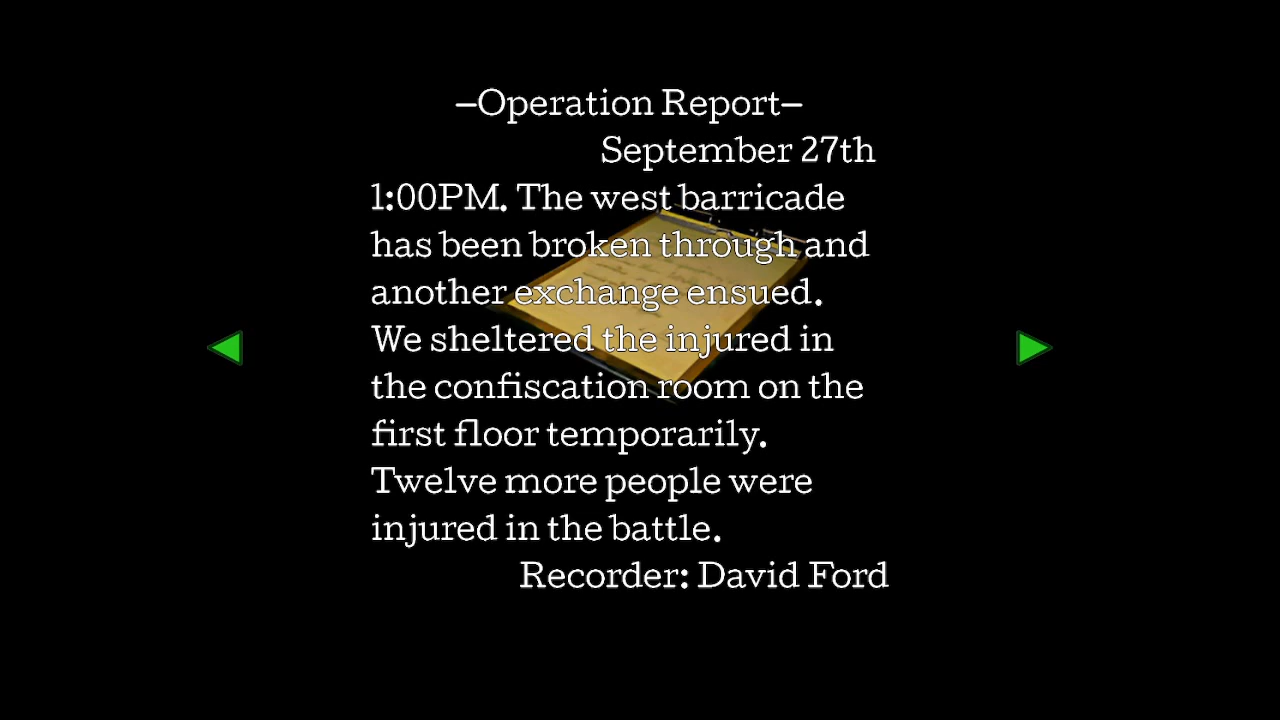 —Operation Report—
September 27th
1:00PM. The west barricade
has been broken through and
another exchange ensued.
We sheltered the injured in
the confiscation room on the
first floor temporarily.
Twelve more people were
injured in the battle.
Recorder: David Ford